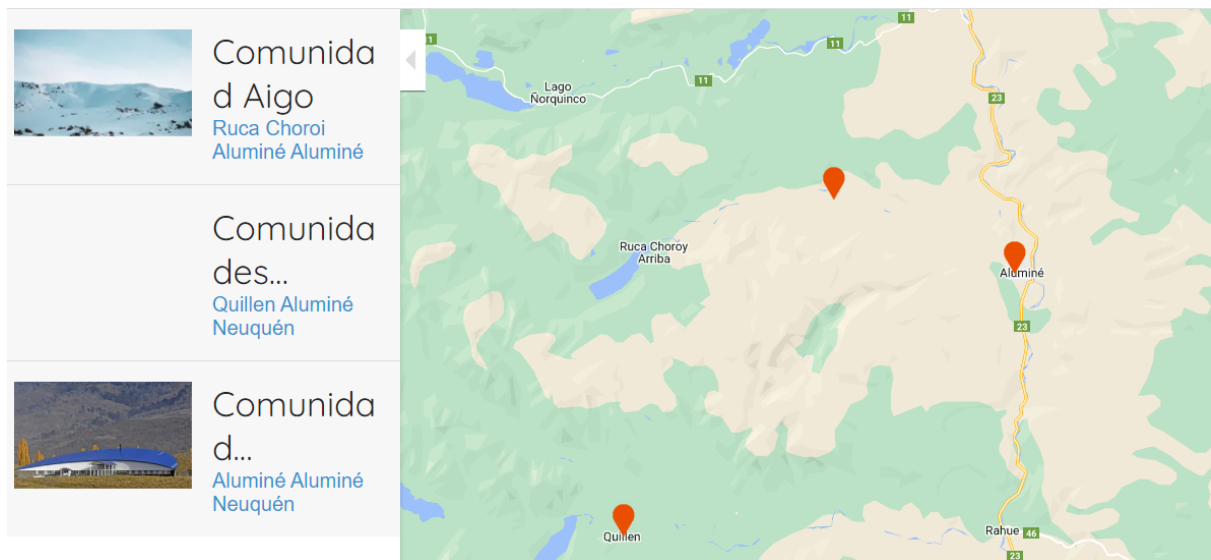 Comunida
d Aigo
Ruca Choroi
Aluminé Aluminé
Comunida
des...
Quillen Aluminé
Neuquén
Comunida
d...
Aluminé Aluminé
Neuquén
11
11
11
Lago
Ñorquinco
11
23
Ruca Choroy
Arriba
Aluminé
23
Quillen
Rahue
46
23